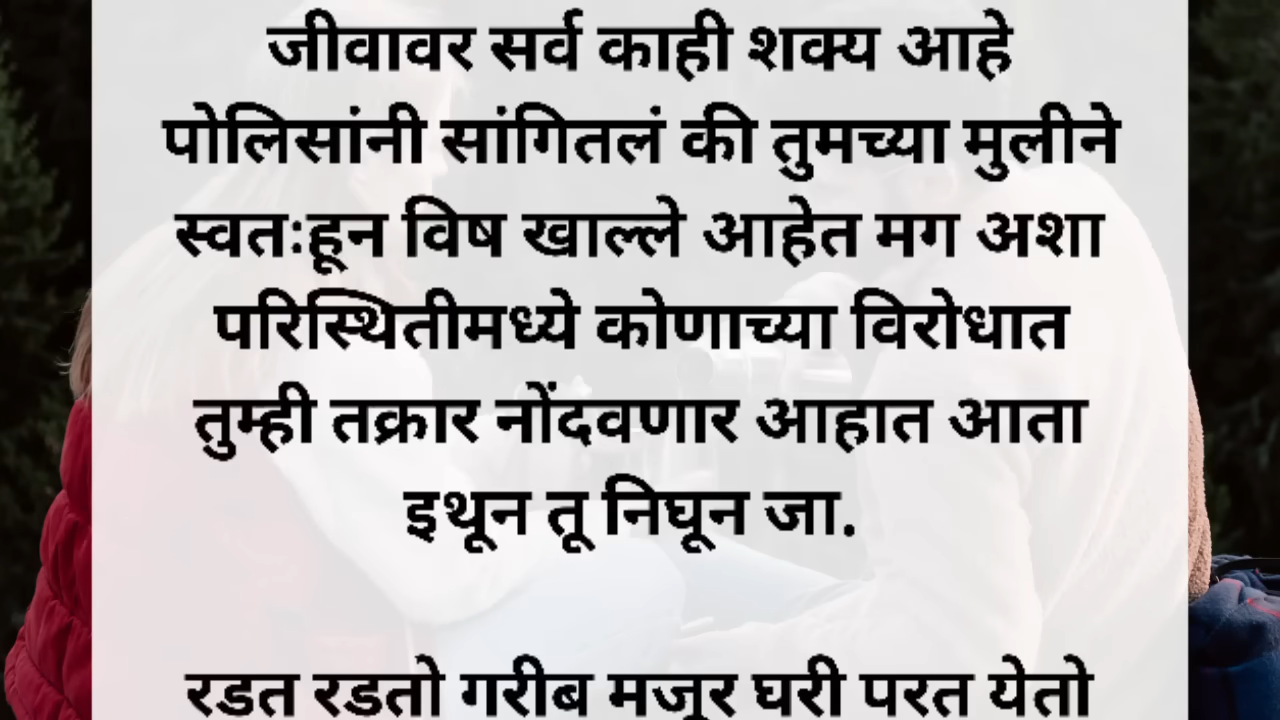 जीवावर सर्व काही शक्य आहे
पोलिसांनी सांगितलं की तुमच्या मुलीने
स्वतःहून विष खाल्ले आहेत मग अशा
परिस्थितीमध्ये कोणाच्या विरोधात
तुम्ही तक्रार नोंदवणार आहात आता
इथून तू निघून जा.
रडत रडतो गरीब मजूर घरी परत येतो